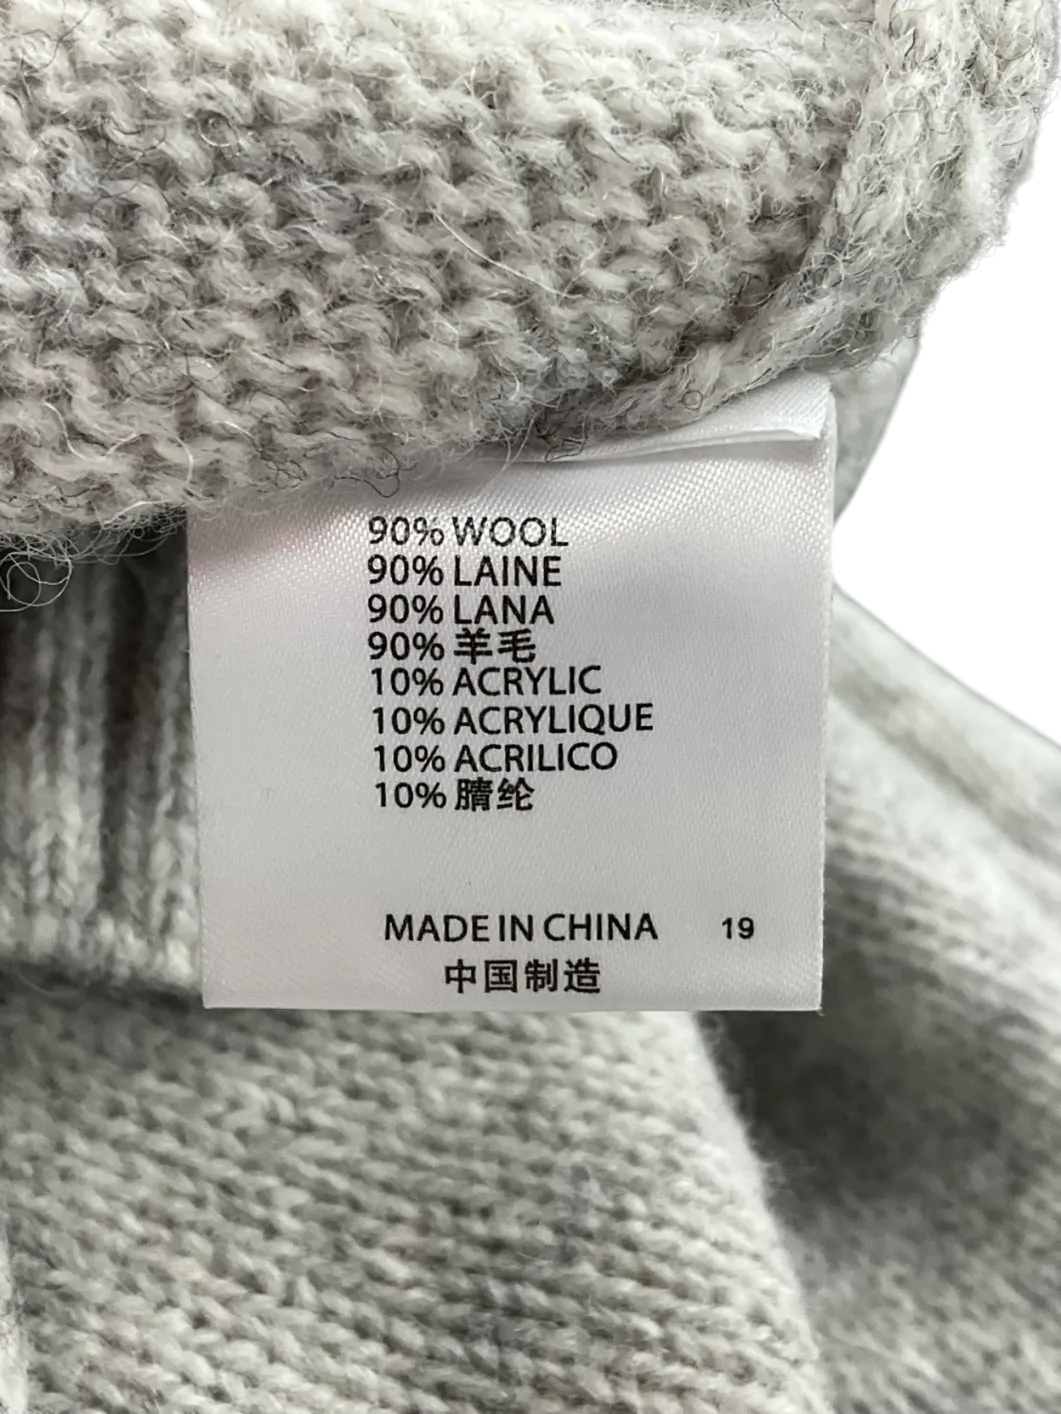 90% WOOL
90% LAINE
90% LANA
90% 羊毛
10% ACRYLIC
10% ACRYLIQUE
10% ACRILICO
10% 腈纶
MADE IN CHINA 19
中国制造